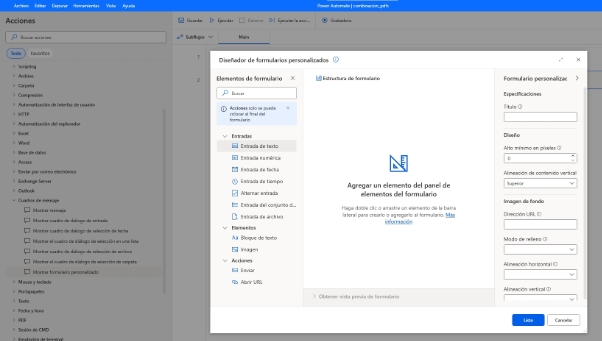 Archivo Editar Depurar Herramientas Vista Ayuda
Power Automate | combinacion_pdfs
Acciones
Buscar acciones
Todo Favoritos
Scripting
Archivo
Carpeta
Compresión
Automatización de interfaz de usuario
HTTP
Automatización del explorador
Excel
Word
Base de datos
Access
Enviar por correo electrónico
Exchange Server
Outlook
Cuadros de mensaje
Mostrar mensaje
Mostrar cuadro de diálogo de entrada
Mostrar cuadro de diálogo de selección de fecha
Mostrar el cuadro de diálogo de selección en una lista
Mostrar cuadro de diálogo de selección de archivo
Mostrar el cuadro de diálogo de selección de carpeta
Mostrar formulario personalizado
Mouse y teclado
Portapapeles
Texto
Fecha y hora
PDF
Sesión de CMD
Emulación de terminal
Guardar Ejecutar Detener
Grabadora
Subflujos Main
1
2
Diseñador de formularios personalizados
Elementos de formulario
Buscar
Acciones solo se puede
colocar al final del
formulario
Entradas
Entrada de texto
Entrada numérica
Entrada de fecha
Entrada de tiempo
Alternar entrada
Entrada del conjunto d...
Entrada de archivo
Elementos
Bloque de texto
Imagen
Acciones
Enviar
Abrir URL
Estructura de formulario
Agregar un elemento del panel de
elementos del formulario
Haga doble clic o arrastre un elemento de la barra
lateral para crearlo o agregarlo al formulario. Más
información
Obtener vista previa de formulario
Formulario personalizac
Especificaciones
Título
Diseño
Alto mínimo en píxeles
0
Alineación de contenido vertical
Superior
Imagen de fondo
Dirección URL
Modo de relleno
Alineación horizontal
Alineación vertical
Listo Cancelar